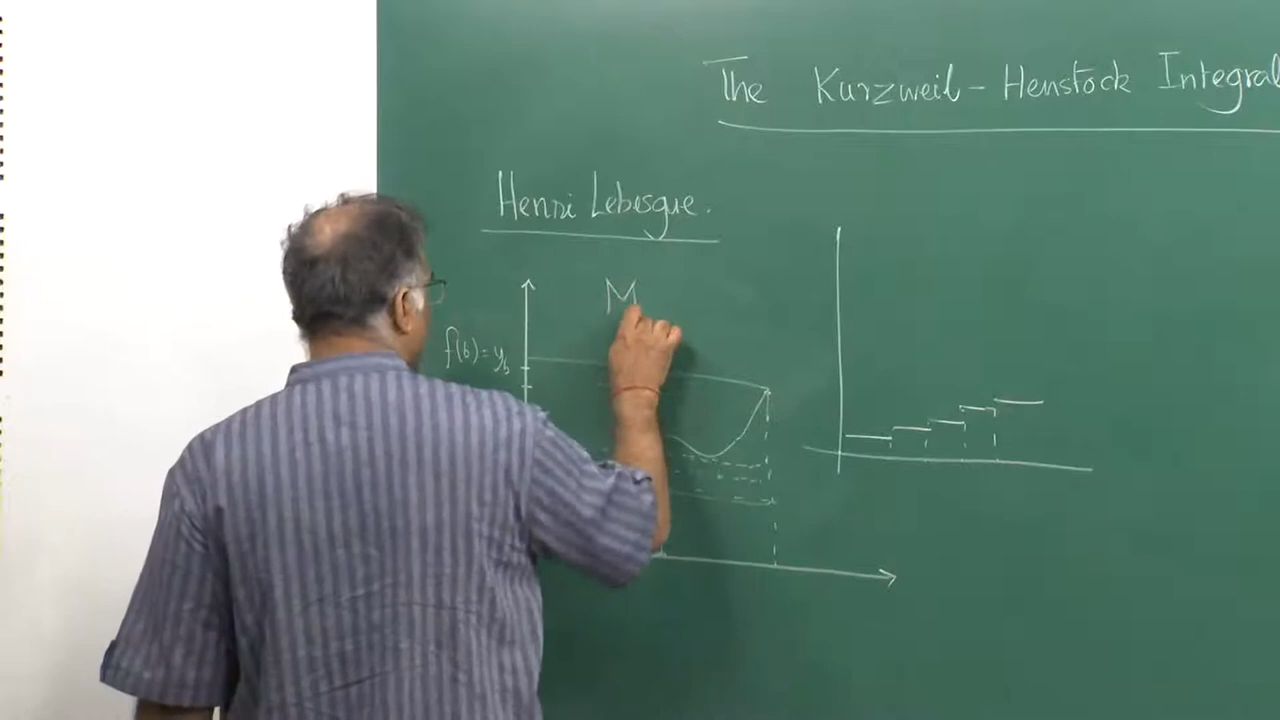 The Kurzweil - Henstock Integral
Henri Lebesgue.
M
f(b) = y_b